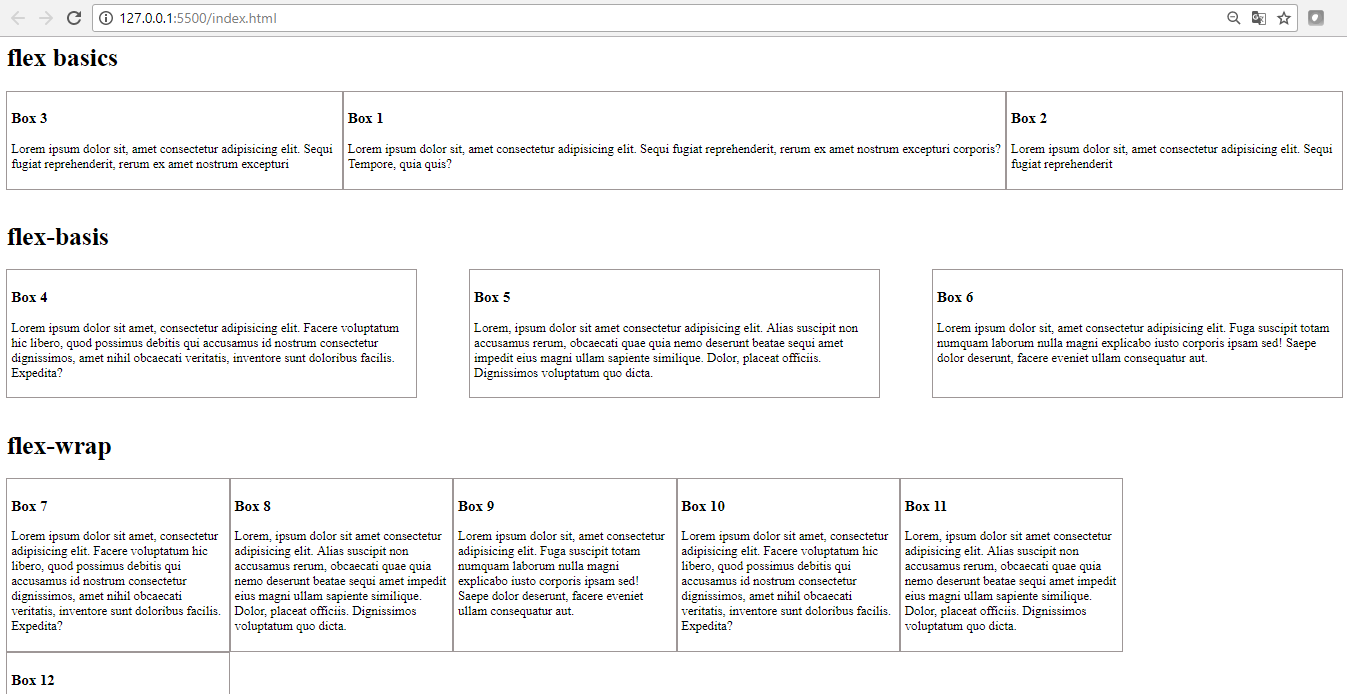 127.0.0.1:5500/index.html
flex basics
Box 3
Lorem ipsum dolor sit, amet consectetur adipisicing elit. Sequi
fugiat reprehenderit, rerum ex amet nostrum excepturi
Box 1
Lorem ipsum dolor sit, amet consectetur adipisicing elit. Sequi fugiat reprehenderit, rerum ex amet nostrum excepturi corporis?
Tempore, quia quis?
Box 2
Lorem ipsum dolor sit, amet consectetur adipisicing elit. Sequi
fugiat reprehenderit
flex-basis
Box 4
Lorem ipsum dolor sit amet, consectetur adipisicing elit. Facere voluptatum
hic libero, quod possimus debitis qui accusamus id nostrum consectetur
dignissimos, amet nihil obcaecati veritatis, inventore sunt doloribus facilis.
Expedita?
Box 5
Lorem, ipsum dolor sit amet consectetur adipisicing elit. Alias suscipit non
accusamus rerum, obcaecati quae quia nemo deserunt beatae sequi amet
impedit eius magni ullam sapiente similique. Dolor, placeat officiis.
Dignissimos voluptatum quo dicta.
Box 6
Lorem ipsum dolor sit, amet consectetur adipisicing elit. Fuga suscipit totam
numquam laborum nulla magni explicabo iusto corporis ipsam sed! Saepe
dolor deserunt, facere eveniet ullam consequatur aut.
flex-wrap
Box 7
Lorem ipsum dolor sit amet, consectetur
adipisicing elit. Facere voluptatum hic
libero, quod possimus debitis qui
accusamus id nostrum consectetur
dignissimos, amet nihil obcaecati
veritatis, inventore sunt doloribus facilis.
Expedita?
Box 8
Lorem, ipsum dolor sit amet consectetur
adipisicing elit. Alias suscipit non
accusamus rerum, obcaecati quae quia
nemo deserunt beatae sequi amet impedit
eius magni ullam sapiente similique.
Dolor, placeat officiis. Dignissimos
voluptatum quo dicta.
Box 9
Lorem ipsum dolor sit, amet consectetur
adipisicing elit. Fuga suscipit totam
numquam laborum nulla magni
explicabo iusto corporis ipsam sed!
Saepe dolor deserunt, facere eveniet
ullam consequatur aut.
Box 10
Lorem ipsum dolor sit amet, consectetur
adipisicing elit. Facere voluptatum hic
libero, quod possimus debitis qui
accusamus id nostrum consectetur
dignissimos, amet nihil obcaecati
veritatis, inventore sunt doloribus facilis.
Expedita?
Box 11
Lorem, ipsum dolor sit amet consectetur
adipisicing elit. Alias suscipit non
accusamus rerum, obcaecati quae quia
nemo deserunt beatae sequi amet impedit
eius magni ullam sapiente similique.
Dolor, placeat officiis. Dignissimos
voluptatum quo dicta.
Box 12